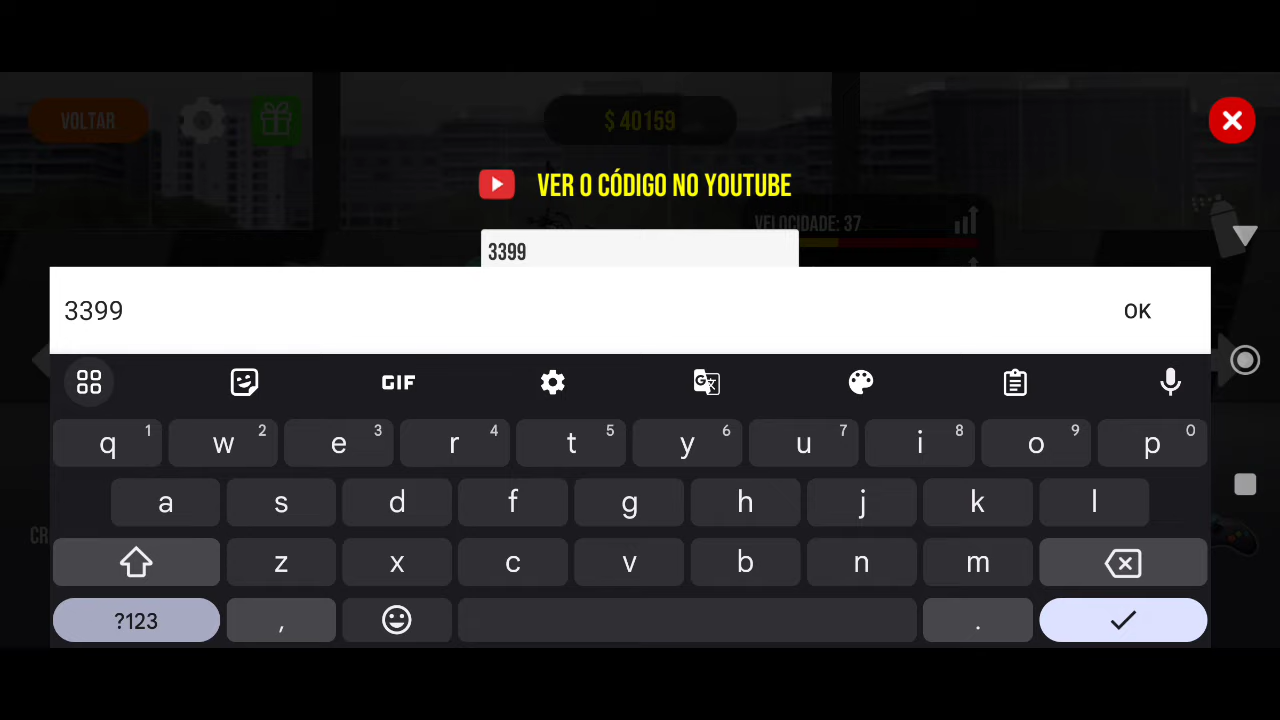 VOLTAR
$ 40159
VER O CÓDIGO NO YOUTUBE
VELOCIDADE: 37
3399
3399
OK
GIF
q 1 w 2 e 3 r 4 t 5 y 6 u 7 i 8 o 9 p 0
a s d f g h j k l
CR
z x c v b n m
?123 , .